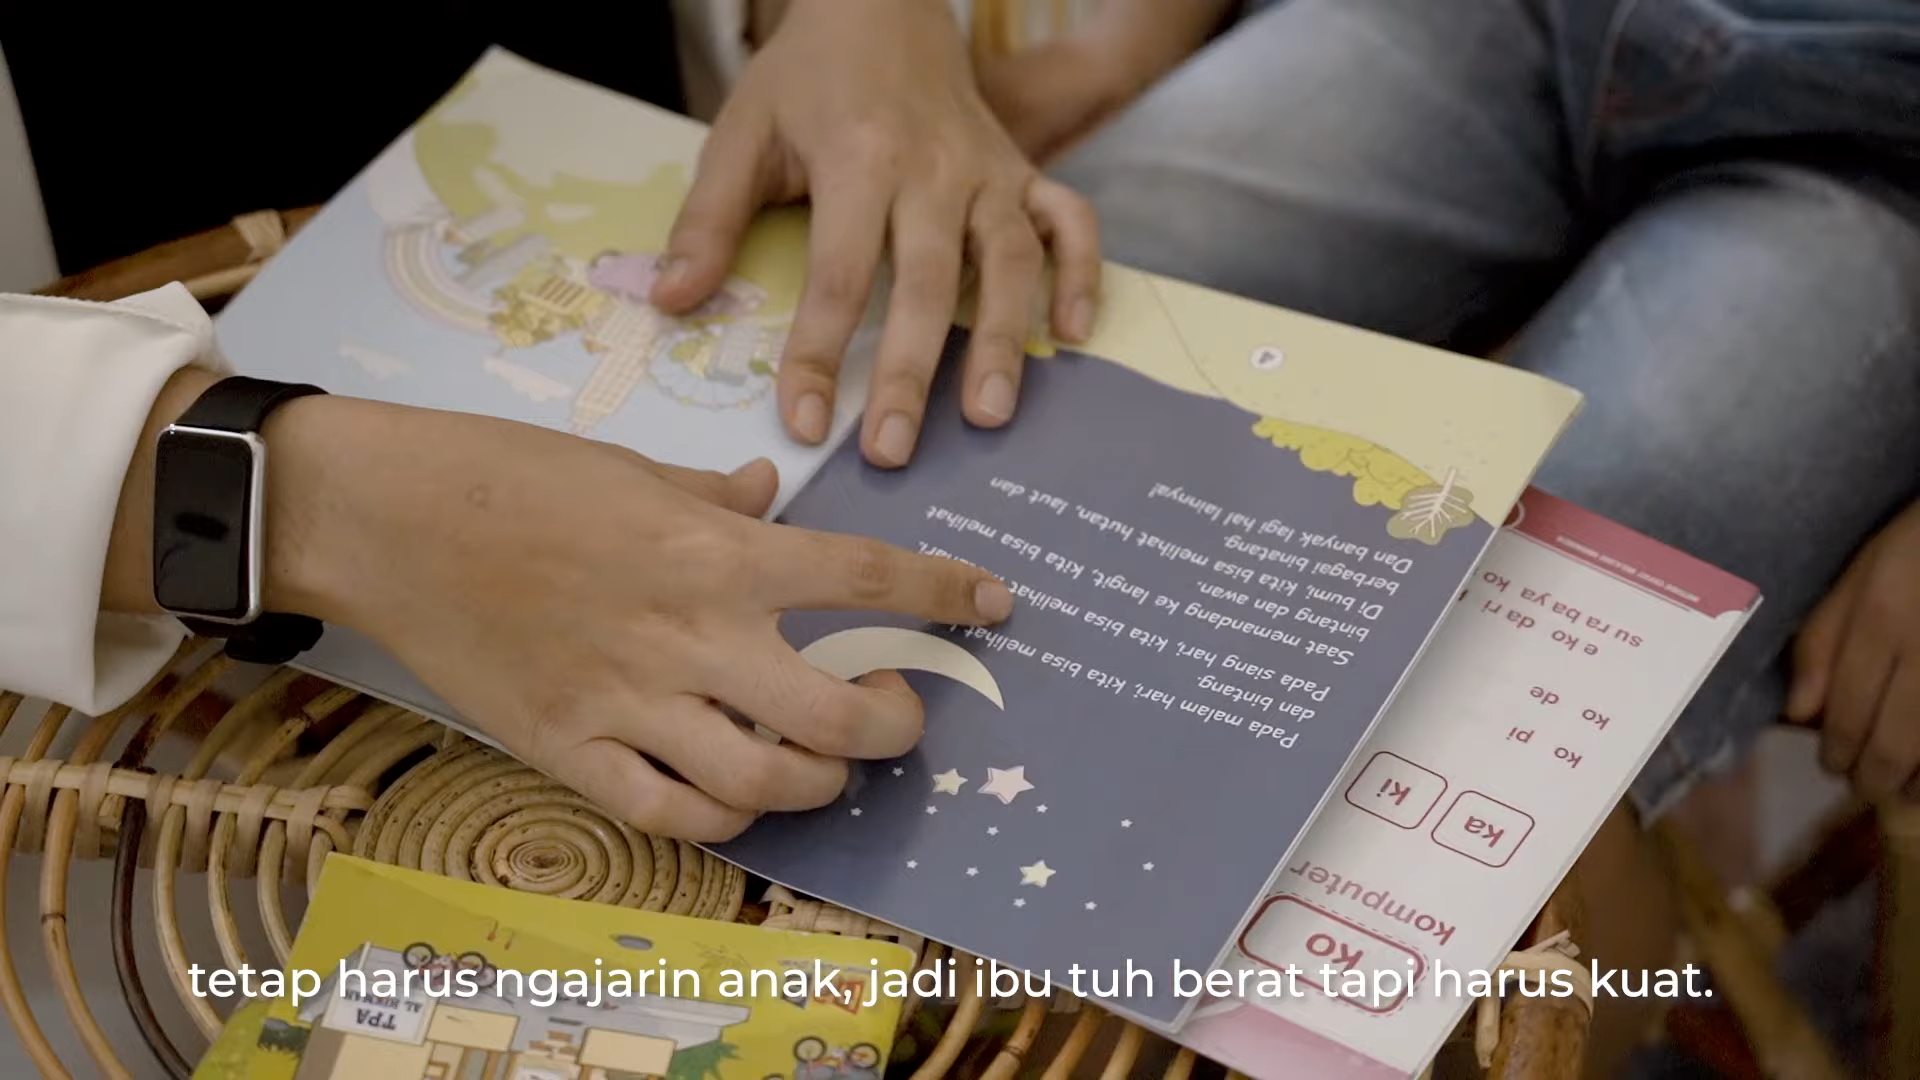 4
Pada malam hari, kita bisa melihat
dan bintang.
Pada siang hari, kita bisa melihat
Saat memandang ke langit, kita bisa melihat
bintang dan awan.
Di bumi, kita bisa melihat hutan, laut dan
berbagai binatang.
Dan banyak lagi hal lainnya!
ko
komputer
ka ki
ko pi
ko de
e ko da ri
su ra ba ya ko
TPA
tetap harus ngajarin anak, jadi ibu tuh berat tapi harus kuat.